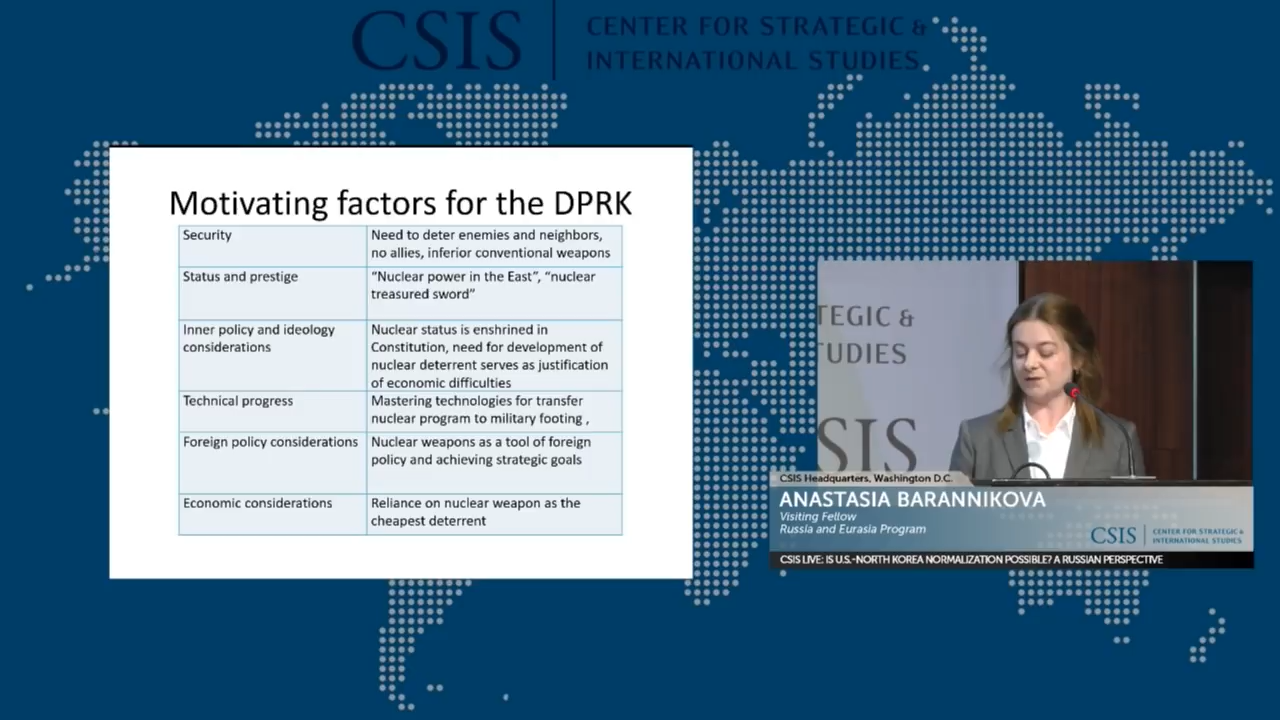 CSIS
CENTER FOR STRATEGIC &
INTERNATIONAL STUDIES
Motivating factors for the DPRK
Security
Need to deter enemies and neighbors,
no allies, inferior conventional weapons
Status and prestige
“Nuclear power in the East”, “nuclear
treasured sword”
Inner policy and ideology
considerations
Nuclear status is enshrined in
Constitution, need for development of
nuclear deterrent serves as justification
of economic difficulties
Technical progress
Mastering technologies for transfer
nuclear program to military footing ,
Foreign policy considerations
Nuclear weapons as a tool of foreign
policy and achieving strategic goals
Economic considerations
Reliance on nuclear weapon as the
cheapest deterrent
TEGIC &
TUDIES
SIS
CSIS Headquarters, Washington D.C.
ANASTASIA BARANNIKOVA
Visiting Fellow
Russia and Eurasia Program
CSIS
CENTER FOR STRATEGIC &
INTERNATIONAL STUDIES
CSIS LIVE: IS U.S.-NORTH KOREA NORMALIZATION POSSIBLE? A RUSSIAN PERSPECTIVE